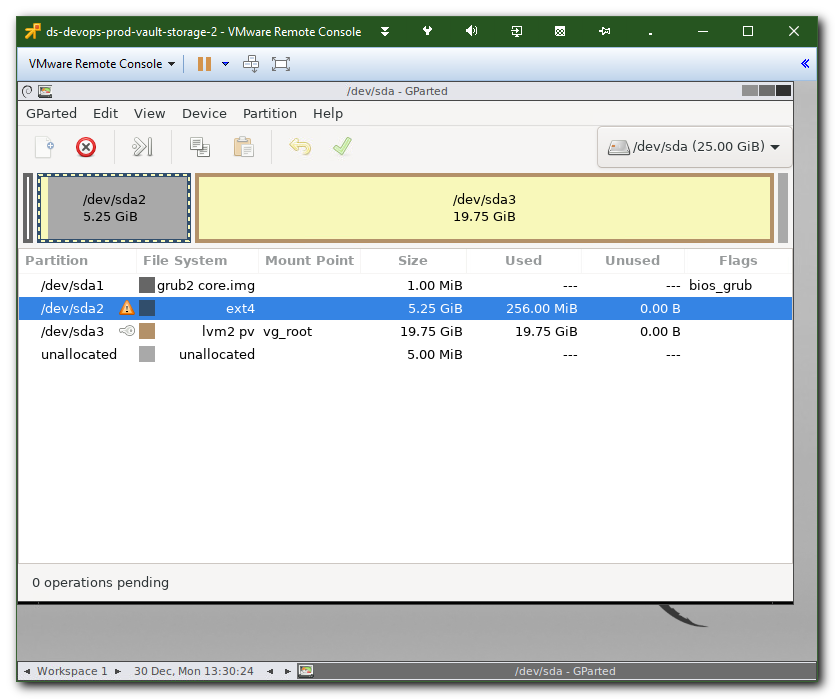 ds-devops-prod-vault-storage-2 - VMware Remote Console
VMware Remote Console
/dev/sda - GParted
GParted Edit View Device Partition Help
/dev/sda (25.00 GiB)
/dev/sda2
5.25 GiB
/dev/sda3
19.75 GiB
Partition File System Mount Point Size Used Unused Flags
/dev/sda1 grub2 core.img 1.00 MiB --- --- bios_grub
/dev/sda2 ext4 5.25 GiB 256.00 MiB 0.00 B
/dev/sda3 lvm2 pv vg_root 19.75 GiB 19.75 GiB 0.00 B
unallocated unallocated 5.00 MiB --- ---
0 operations pending
Workspace 1 30 Dec, Mon 13:30:24 /dev/sda - GParted